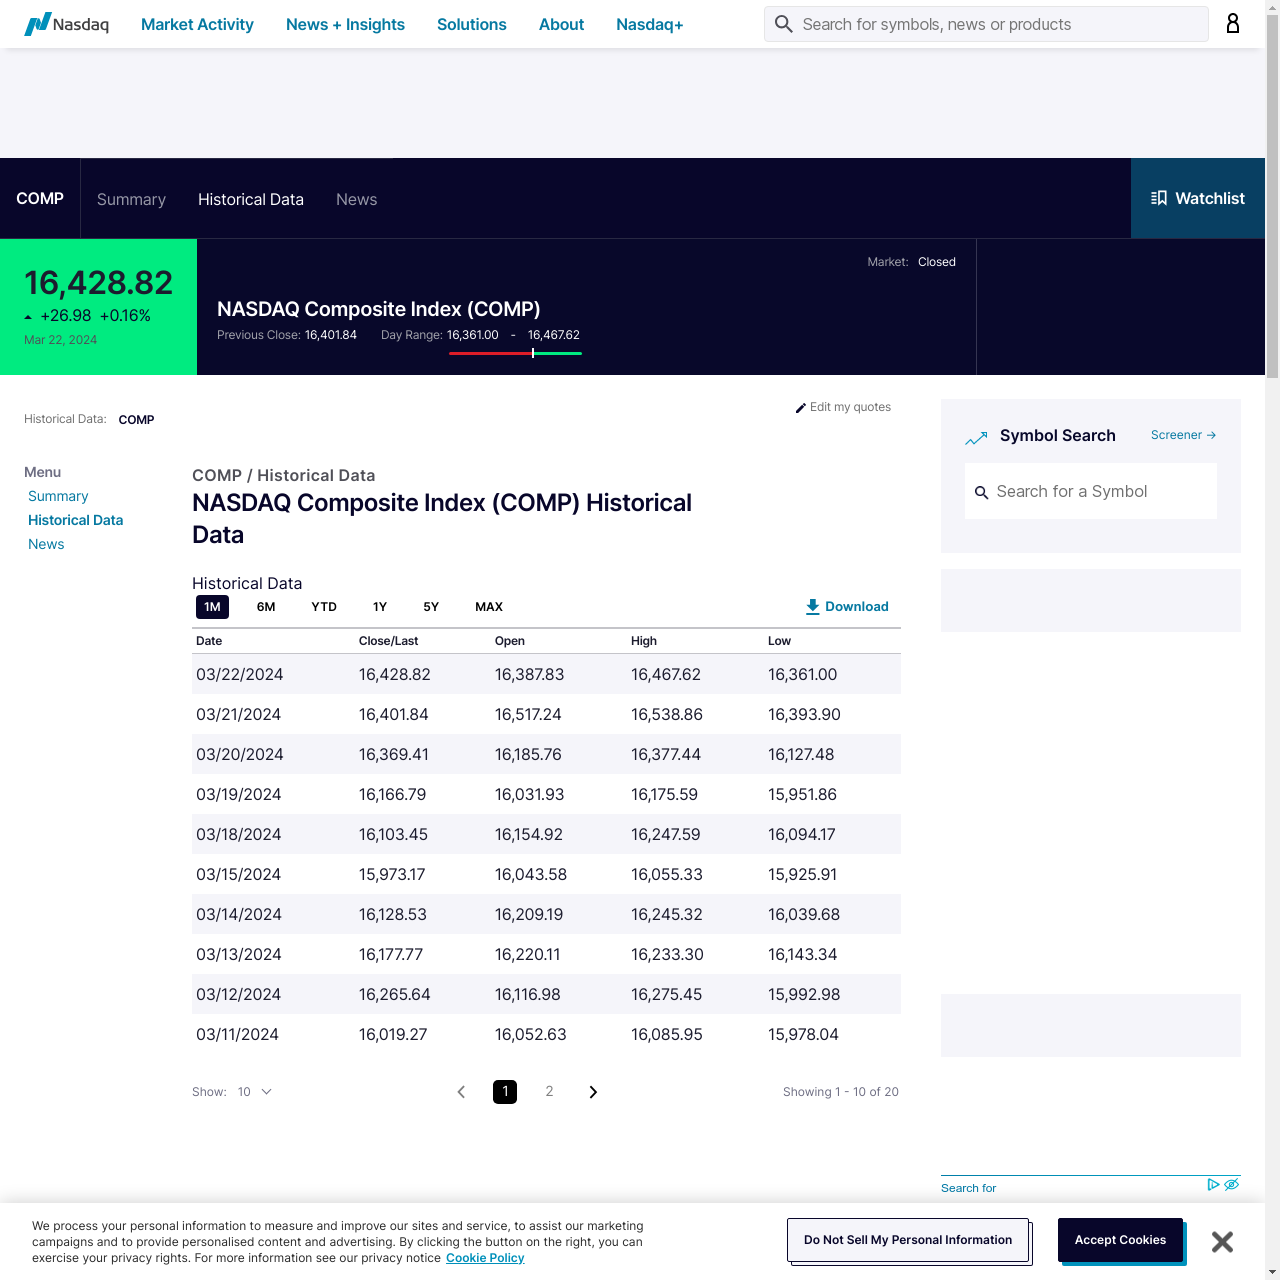 Nasdaq Market Activity News + Insights Solutions About Nasdaq+ Search for symbols, news or products
COMP Summary Historical Data News Watchlist
16,428.82
+26.98 +0.16%
Mar 22, 2024
Market: Closed
NASDAQ Composite Index (COMP)
Previous Close: 16,401.84 Day Range: 16,361.00 - 16,467.62
Historical Data: COMP
Edit my quotes
Menu
Summary
Historical Data
News
COMP / Historical Data
NASDAQ Composite Index (COMP) Historical
Data
Historical Data
1M 6M YTD 1Y 5Y MAX Download
Date Close/Last Open High Low
03/22/2024 16,428.82 16,387.83 16,467.62 16,361.00
03/21/2024 16,401.84 16,517.24 16,538.86 16,393.90
03/20/2024 16,369.41 16,185.76 16,377.44 16,127.48
03/19/2024 16,166.79 16,031.93 16,175.59 15,951.86
03/18/2024 16,103.45 16,154.92 16,247.59 16,094.17
03/15/2024 15,973.17 16,043.58 16,055.33 15,925.91
03/14/2024 16,128.53 16,209.19 16,245.32 16,039.68
03/13/2024 16,177.77 16,220.11 16,233.30 16,143.34
03/12/2024 16,265.64 16,116.98 16,275.45 15,992.98
03/11/2024 16,019.27 16,052.63 16,085.95 15,978.04
Show: 10 1 2 Showing 1 - 10 of 20
Symbol Search Screener →
Search for a Symbol
Search for
We process your personal information to measure and improve our sites and service, to assist our marketing
campaigns and to provide personalised content and advertising. By clicking the button on the right, you can
exercise your privacy rights. For more information see our privacy notice Cookie Policy
Do Not Sell My Personal Information
Accept Cookies